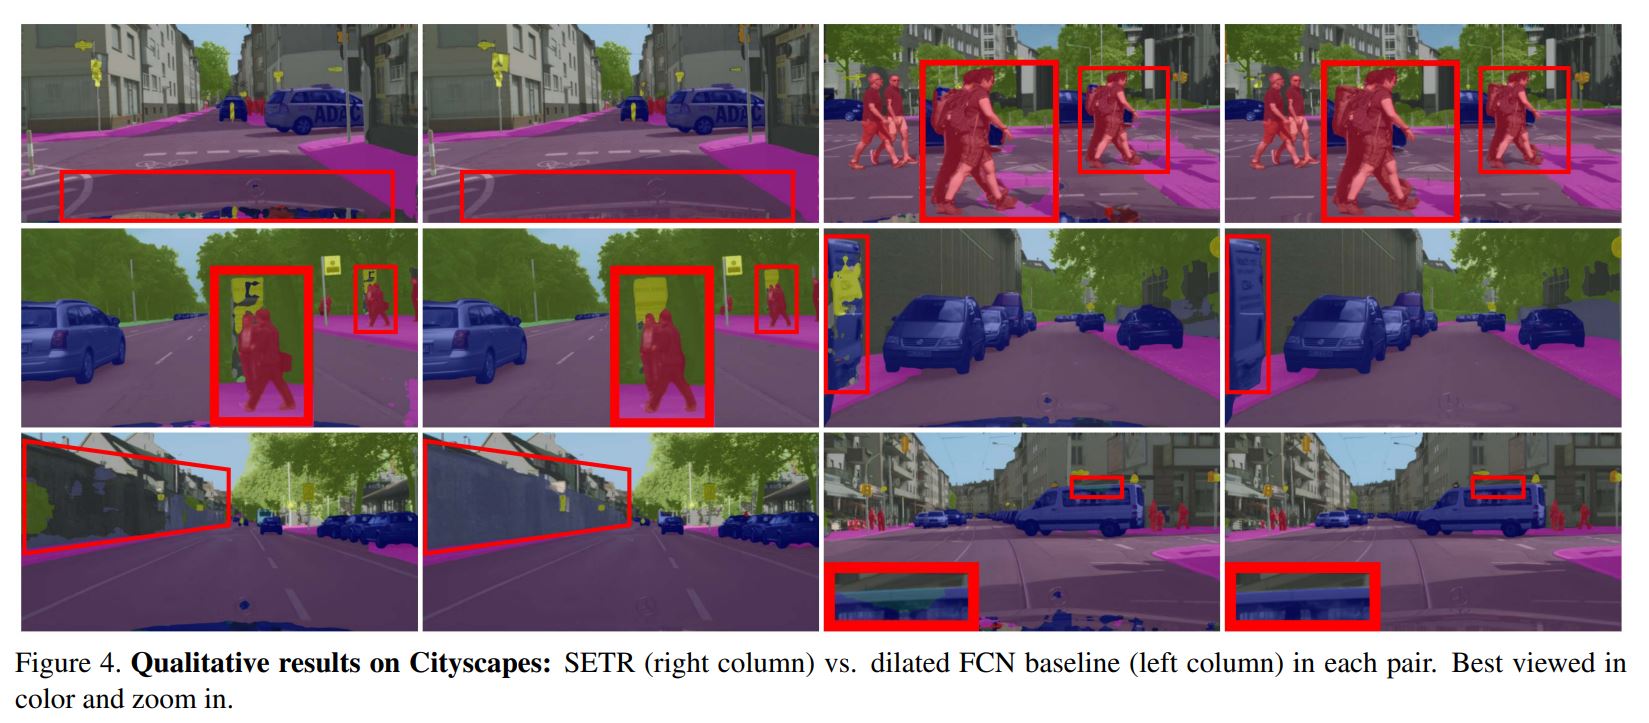 ADAC
ADAC
Figure 4. Qualitative results on Cityscapes: SETR (right column) vs. dilated FCN baseline (left column) in each pair. Best viewed in
color and zoom in.